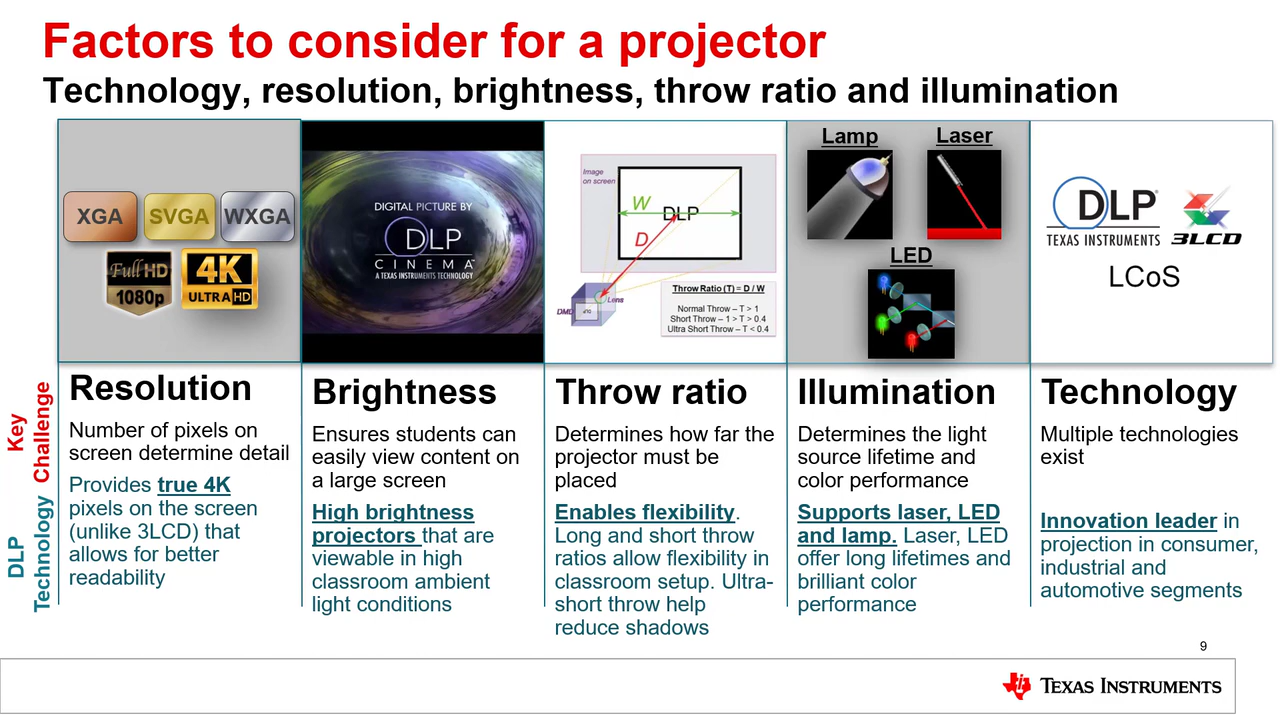 Factors to consider for a projector
Technology, resolution, brightness, throw ratio and illumination
XGA
SVGA
WXGA
Full HD
1080p
4K
ULTRA HD
DIGITAL PICTURE BY
DLP
CINEMA™
A TEXAS INSTRUMENTS TECHNOLOGY
Image
on screen
W
DLP
D
Lens
DMD
Throw Ratio (T) = D / W
Normal Throw – T > 1
Short Throw – 1 > T > 0.4
Ultra Short Throw – T < 0.4
Lamp
Laser
LED
DLP®
TEXAS INSTRUMENTS
3LCD
LCoS
Key
Challenge
DLP
Technology
Resolution
Number of pixels on
screen determine detail
Provides true 4K
pixels on the screen
(unlike 3LCD) that
allows for better
readability
Brightness
Ensures students can
easily view content on
a large screen
High brightness
projectors that are
viewable in high
classroom ambient
light conditions
Throw ratio
Determines how far the
projector must be
placed
Enables flexibility.
Long and short throw
ratios allow flexibility in
classroom setup. Ultra-
short throw help
reduce shadows
Illumination
Determines the light
source lifetime and
color performance
Supports laser, LED
and lamp. Laser, LED
offer long lifetimes and
brilliant color
performance
Technology
Multiple technologies
exist
Innovation leader in
projection in consumer,
industrial and
automotive segments
9
TEXAS INSTRUMENTS